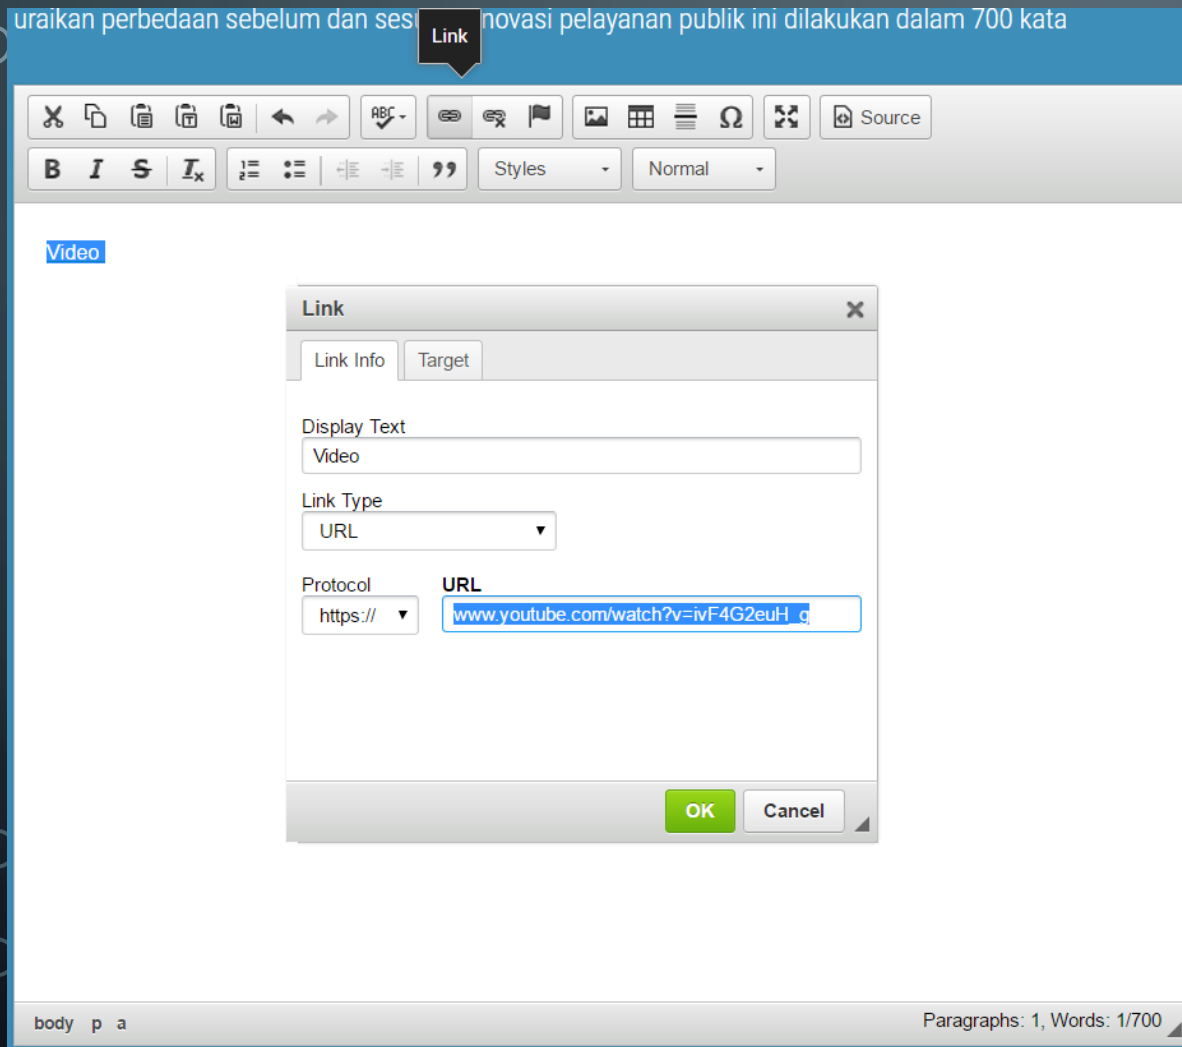 uraikan perbedaan sebelum dan novasi pelayanan publik ini dilakukan dalam 700 kata
Link
ABC
Source
B I S Ix
Styles
Normal
Video
Link
Link Info
Target
Display Text
Video
Link Type
URL
Protocol
URL
https://
www.youtube.com/watch?v=ivF4G2euH_g
OK
Cancel
body p a
Paragraphs: 1, Words: 1/700